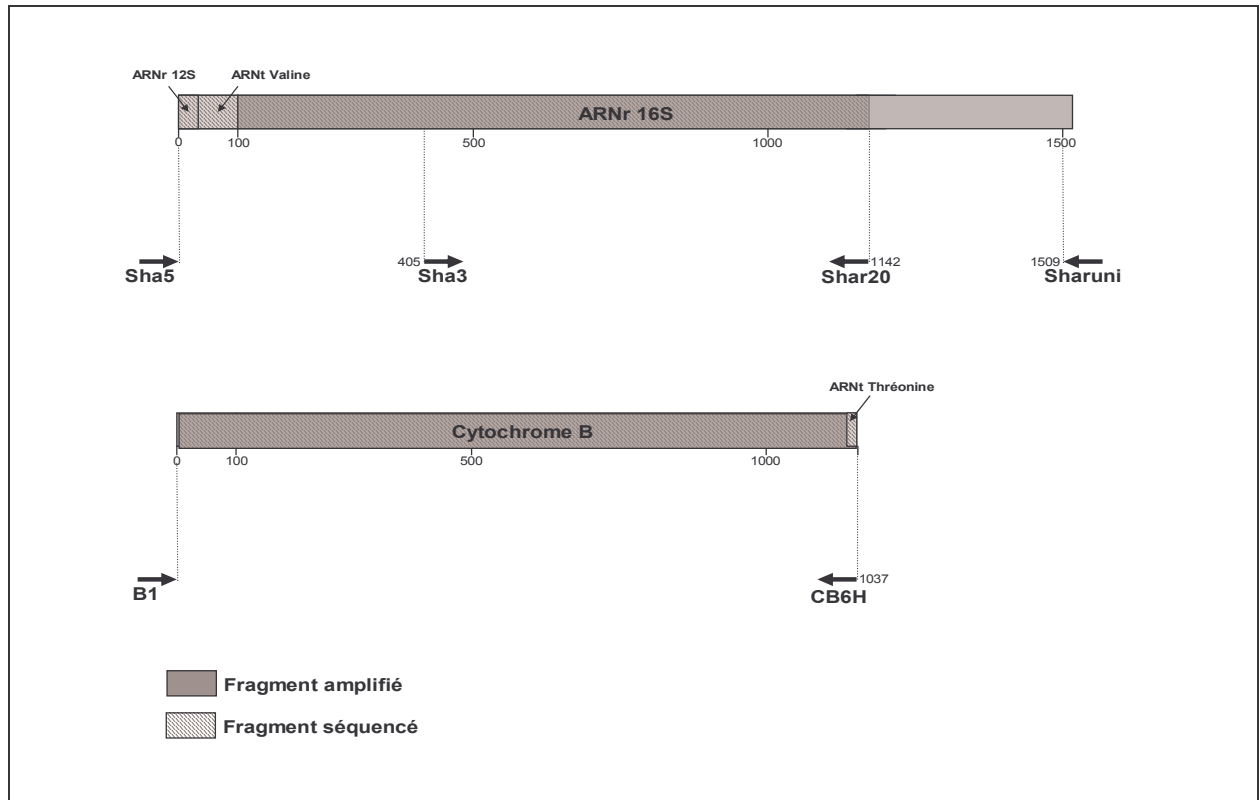 ARNr 12S ARNt Valine
ARNr 16S
0 100 500 1000 1500
Sha5 405 Sha3 Shar20 1142 1509 Sharuni
ARNt Thréonine
Cytochrome B
0 100 500 1000
B1 CB6H 1037
Fragment amplifié
Fragment séquencé